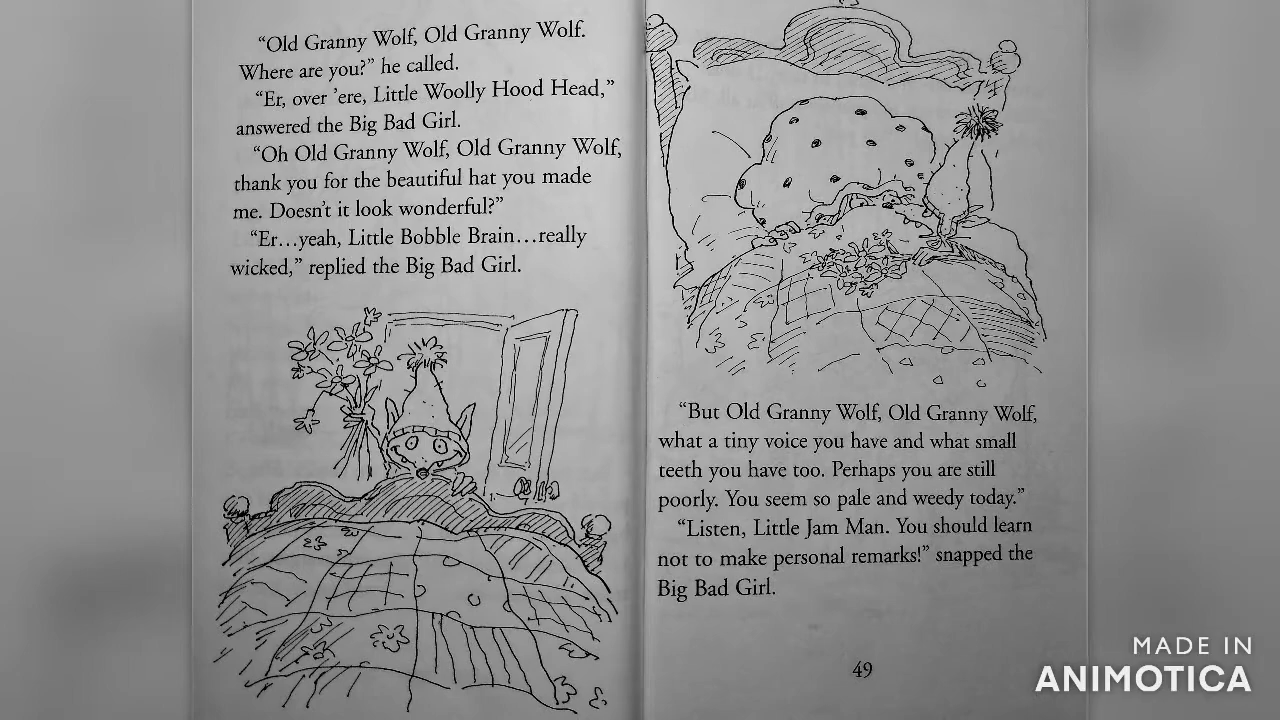 “Old Granny Wolf, Old Granny Wolf.
Where are you?” he called.
“Er, over ’ere, Little Woolly Hood Head,”
answered the Big Bad Girl.
“Oh Old Granny Wolf, Old Granny Wolf,
thank you for the beautiful hat you made
me. Doesn’t it look wonderful?”
“Er…yeah, Little Bobble Brain…really
wicked,” replied the Big Bad Girl.
“But Old Granny Wolf, Old Granny Wolf,
what a tiny voice you have and what small
teeth you have too. Perhaps you are still
poorly. You seem so pale and weedy today.”
“Listen, Little Jam Man. You should learn
not to make personal remarks!” snapped the
Big Bad Girl.
49
MADE IN
ANIMOTICA